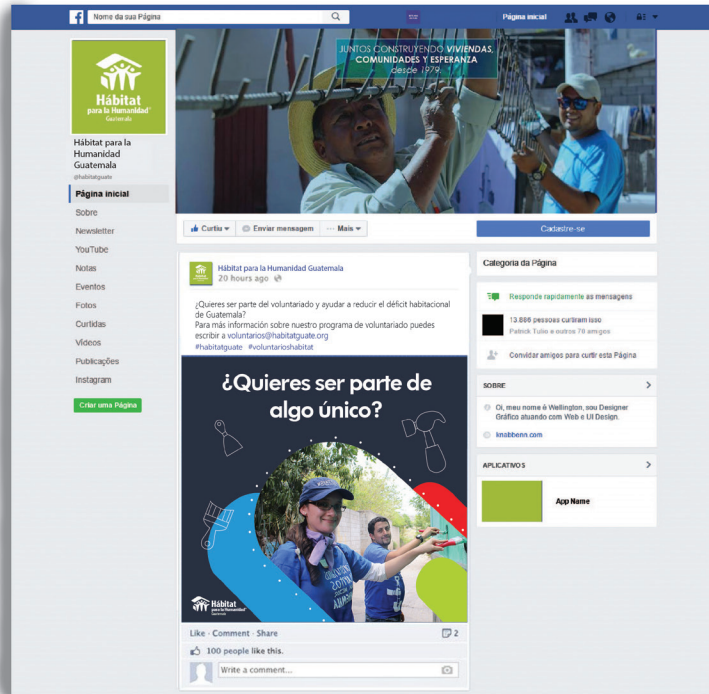 Nome da sua Página
Página inicial
JUNTOS CONSTRUYENDO VIVIENDAS,
COMUNIDADES Y ESPERANZA
desde 1979.
Hábitat
para la Humanidad®
Guatemala
Hábitat para la
Humanidad
Guatemala
@habitatguate
Página inicial
Sobre
Newsletter
YouTube
Notas
Eventos
Fotos
Curtidas
Vídeos
Publicações
Instagram
Criar uma Página
Curtiu
Enviar mensagem
··· Mais
Cadastre-se
Hábitat para la Humanidad Guatemala
20 hours ago
¿Quieres ser parte del voluntariado y ayudar a reducir el déficit habitacional
de Guatemala?
Para más información sobre nuestro programa de voluntariado puedes
escribir a voluntarios@habitatguate.org
#habitatguate #voluntarioshabitat
¿Quieres ser parte de
algo único?
Hábitat
para la Humanidad®
Guatemala
Like · Comment · Share
2
100 people like this.
Write a comment...
Categoria da Página
Responde rapidamente as mensagens
13.886 pessoas curtiram isso
Patrick Tulio e outros 70 amigos
Convidar amigos para curtir esta Página
SOBRE
Oi, meu nome é Wellington, sou Designer
Gráfico atuando com Web e UI Design.
knabbenn.com
APLICATIVOS
App Name